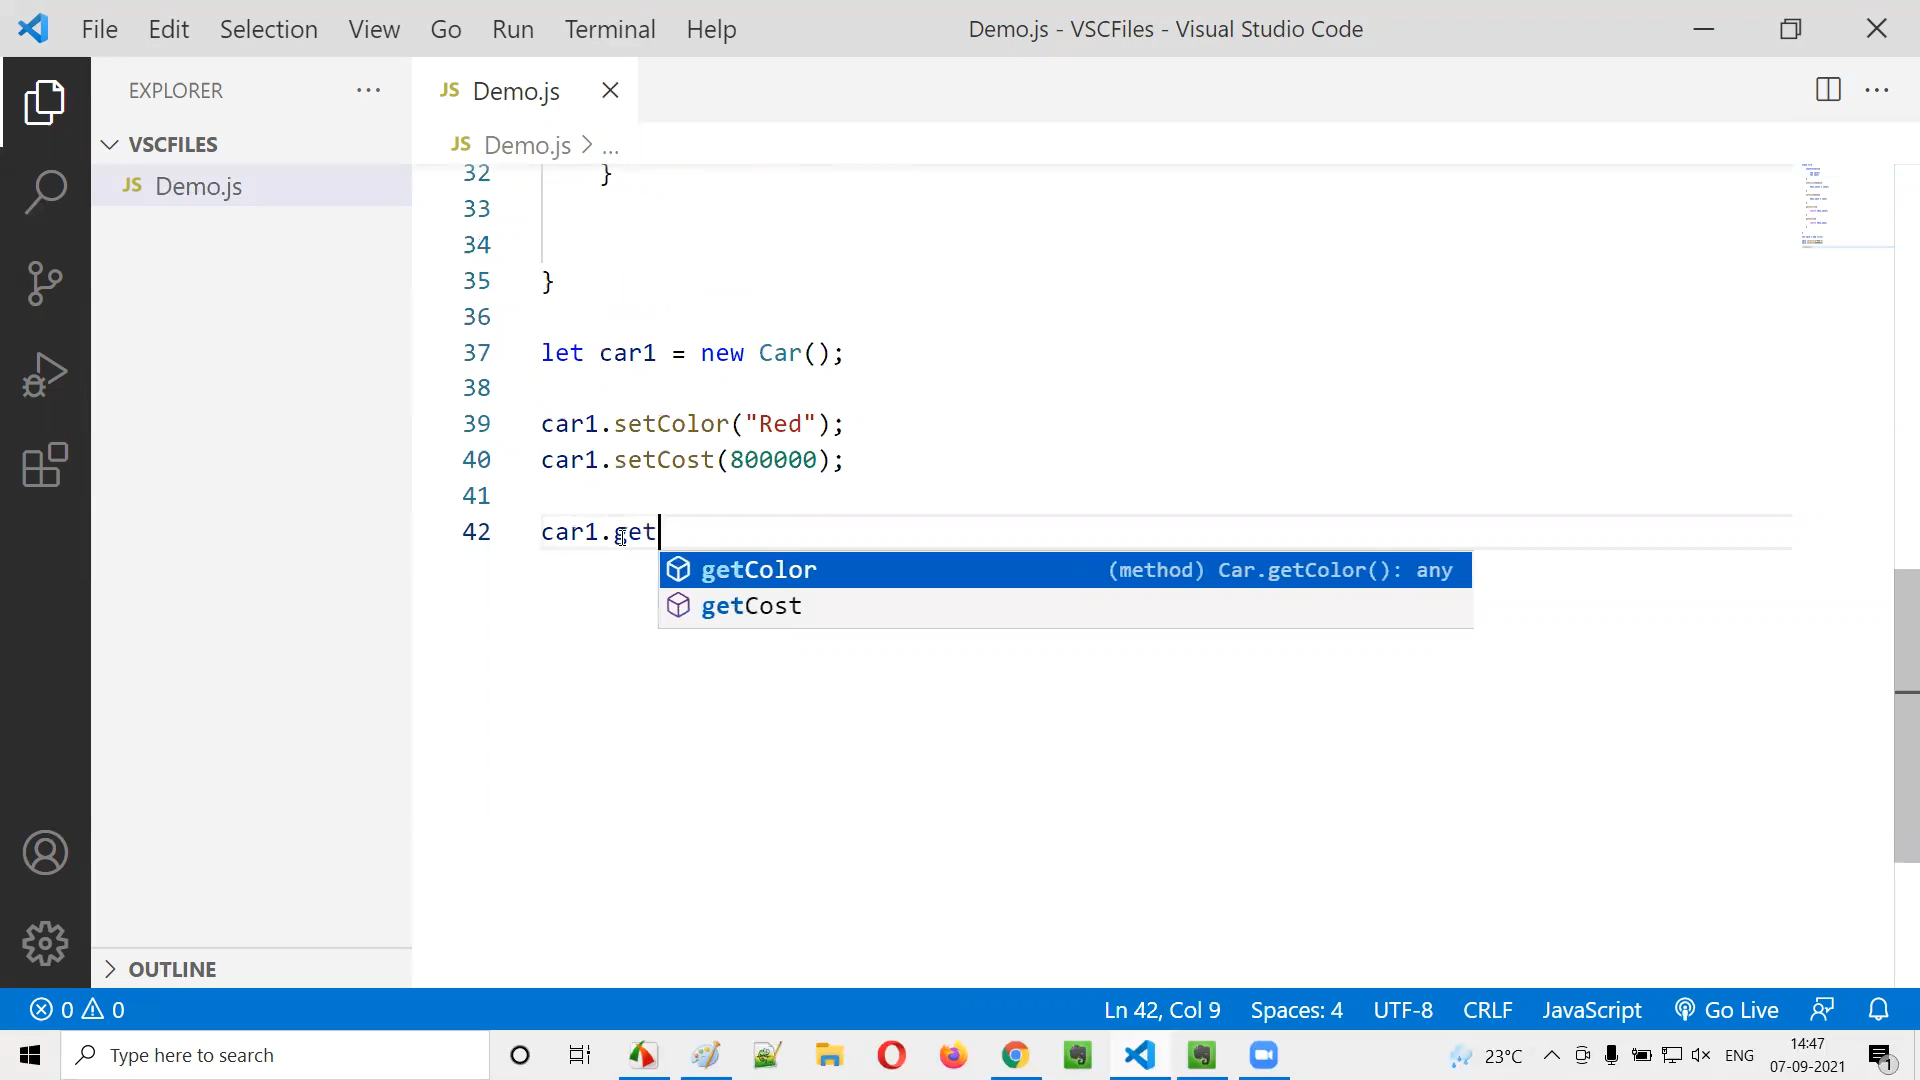 File Edit Selection View Go Run Terminal Help Demo.js - VSCFiles - Visual Studio Code
EXPLORER
JS Demo.js
VSCFILES
JS Demo.js
JS Demo.js > ...
32 }
33
34
35 }
36
37 let car1 = new Car();
38
39 car1.setColor("Red");
40 car1.setCost(800000);
41
42 car1.get
getColor (method) Car.getColor(): any
getCost
OUTLINE
0 0 Ln 42, Col 9 Spaces: 4 UTF-8 CRLF JavaScript Go Live
Type here to search 23°C ENG 14:47
07-09-2021 1